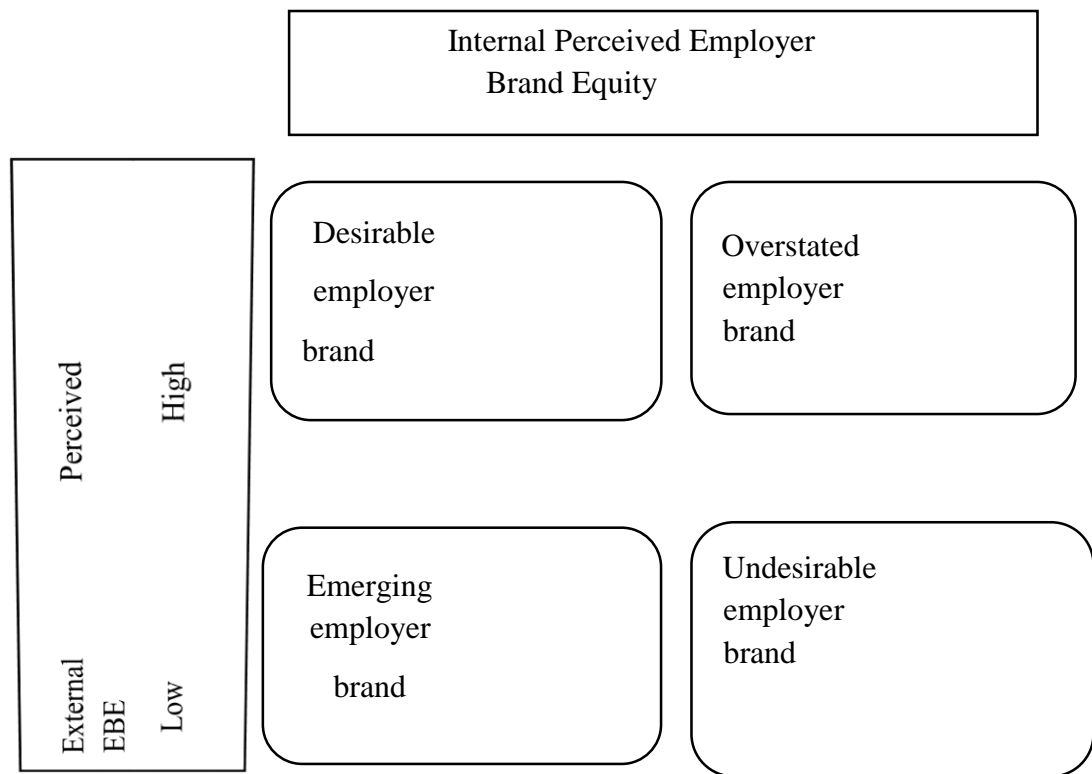 Internal Perceived Employer
Brand Equity
Desirable
employer
brand
Overstated
employer
brand
External Perceived
EBE
Low High
Emerging
employer
brand
Undesirable
employer
brand